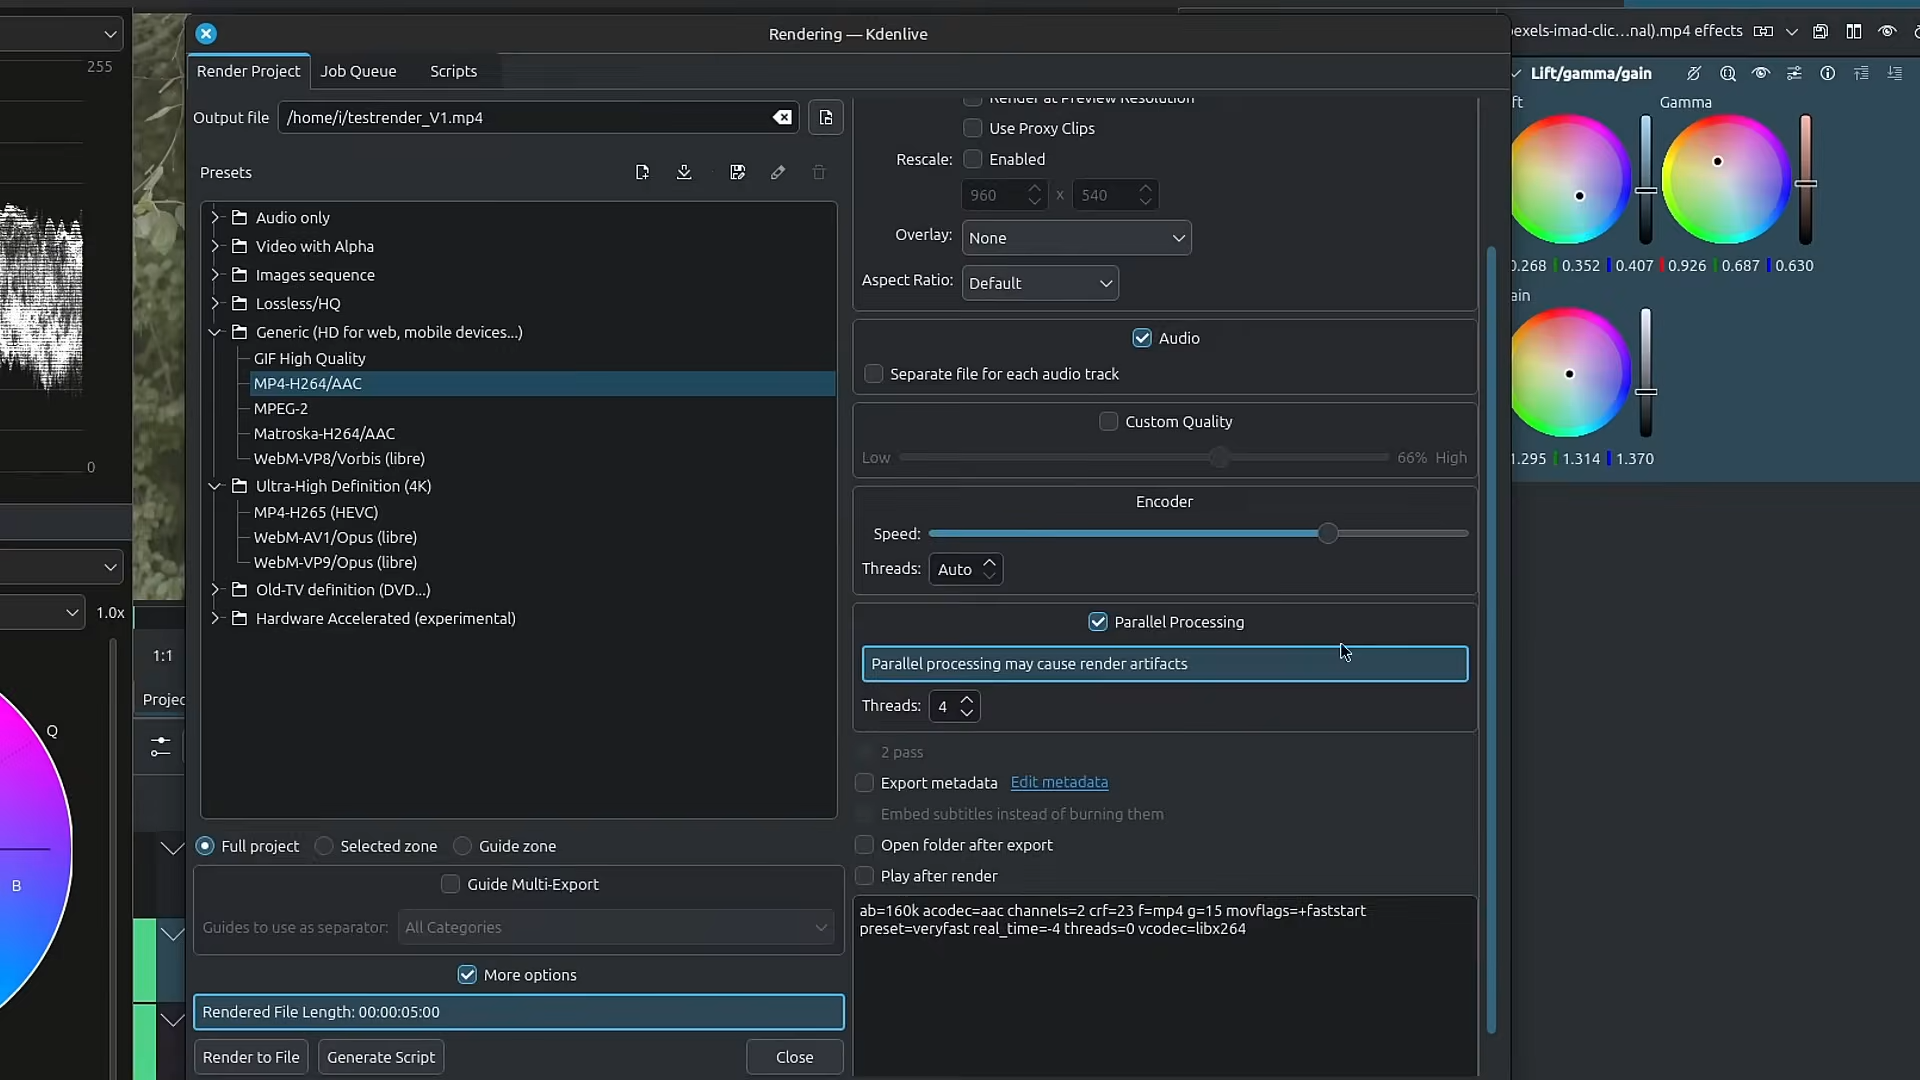 Rendering — Kdenlive
exels-imad-clic...nal).mp4 effects
255
Render Project
Job Queue
Scripts
Lift/gamma/gain
ft
Gamma
Output file
/home/i/testrender_V1.mp4
Render at Preview Resolution
Use Proxy Clips
Rescale:
Enabled
Presets
960 x 540
Audio only
Overlay:
None
Video with Alpha
0.268 0.352 0.407 0.926 0.687 0.630
Images sequence
Aspect Ratio:
Default
ain
Lossless/HQ
Generic (HD for web, mobile devices...)
Audio
GIF High Quality
Separate file for each audio track
MP4-H264/AAC
MPEG-2
Custom Quality
Matroska-H264/AAC
Low
66% High
WebM-VP8/Vorbis (libre)
1.295 1.314 1.370
0
Ultra-High Definition (4K)
Encoder
MP4-H265 (HEVC)
Speed:
WebM-AV1/Opus (libre)
WebM-VP9/Opus (libre)
Threads: Auto
Old-TV definition (DVD...)
Hardware Accelerated (experimental)
1.0x
Parallel Processing
1:1
Parallel processing may cause render artifacts
Projec
Threads: 4
Q
2 pass
Export metadata Edit metadata
Embed subtitles instead of burning them
Full project
Selected zone
Guide zone
Open folder after export
B
Guide Multi-Export
Play after render
Guides to use as separator:
All Categories
ab=160k acodec=aac channels=2 crf=23 f=mp4 g=15 movflags=+faststart
preset=veryfast real_time=-4 threads=0 vcodec=libx264
More options
Rendered File Length: 00:00:05:00
Render to File
Generate Script
Close